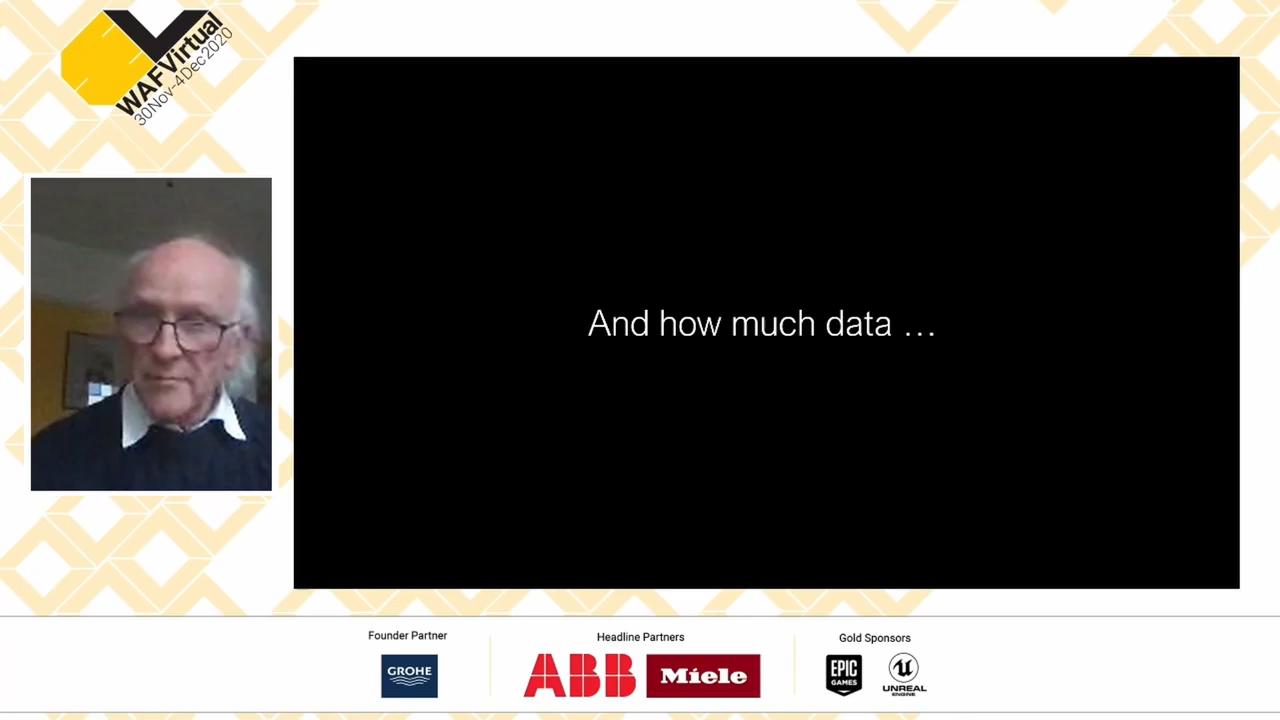 WAFVirtual
30Nov-4Dec2020
And how much data …
Founder Partner
Headline Partners
Gold Sponsors
GROHE
ABB
Miele
EPIC
GAMES
UNREAL
ENGINE